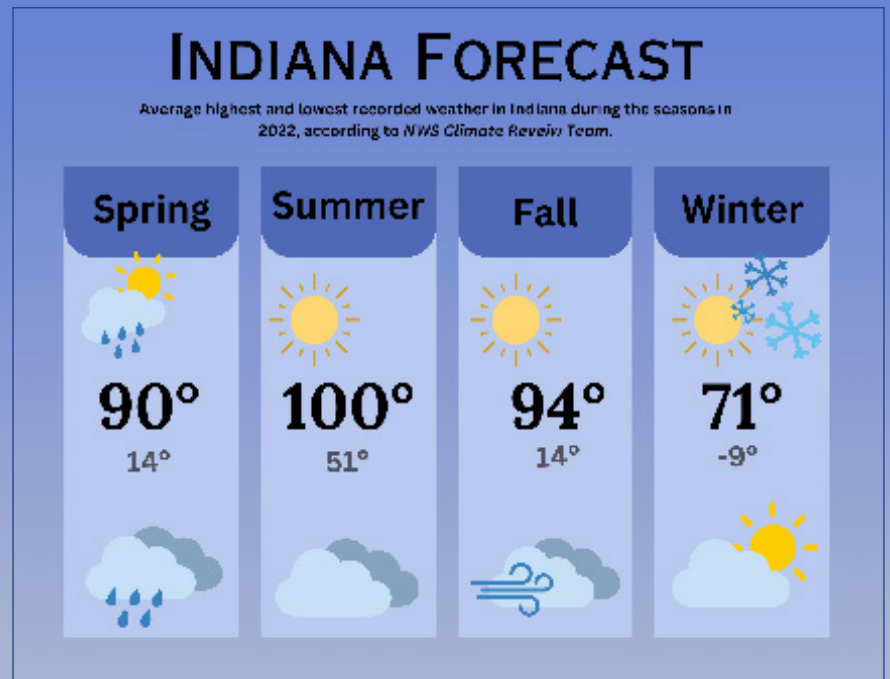 INDIANA FORECAST
Average highest and lowest recorded weather in Indiana during the seasons in
2022, according to NWS Climate Reveiw Team.
Spring
90°
14°
Summer
100°
51°
Fall
94°
14°
Winter
71°
-9°